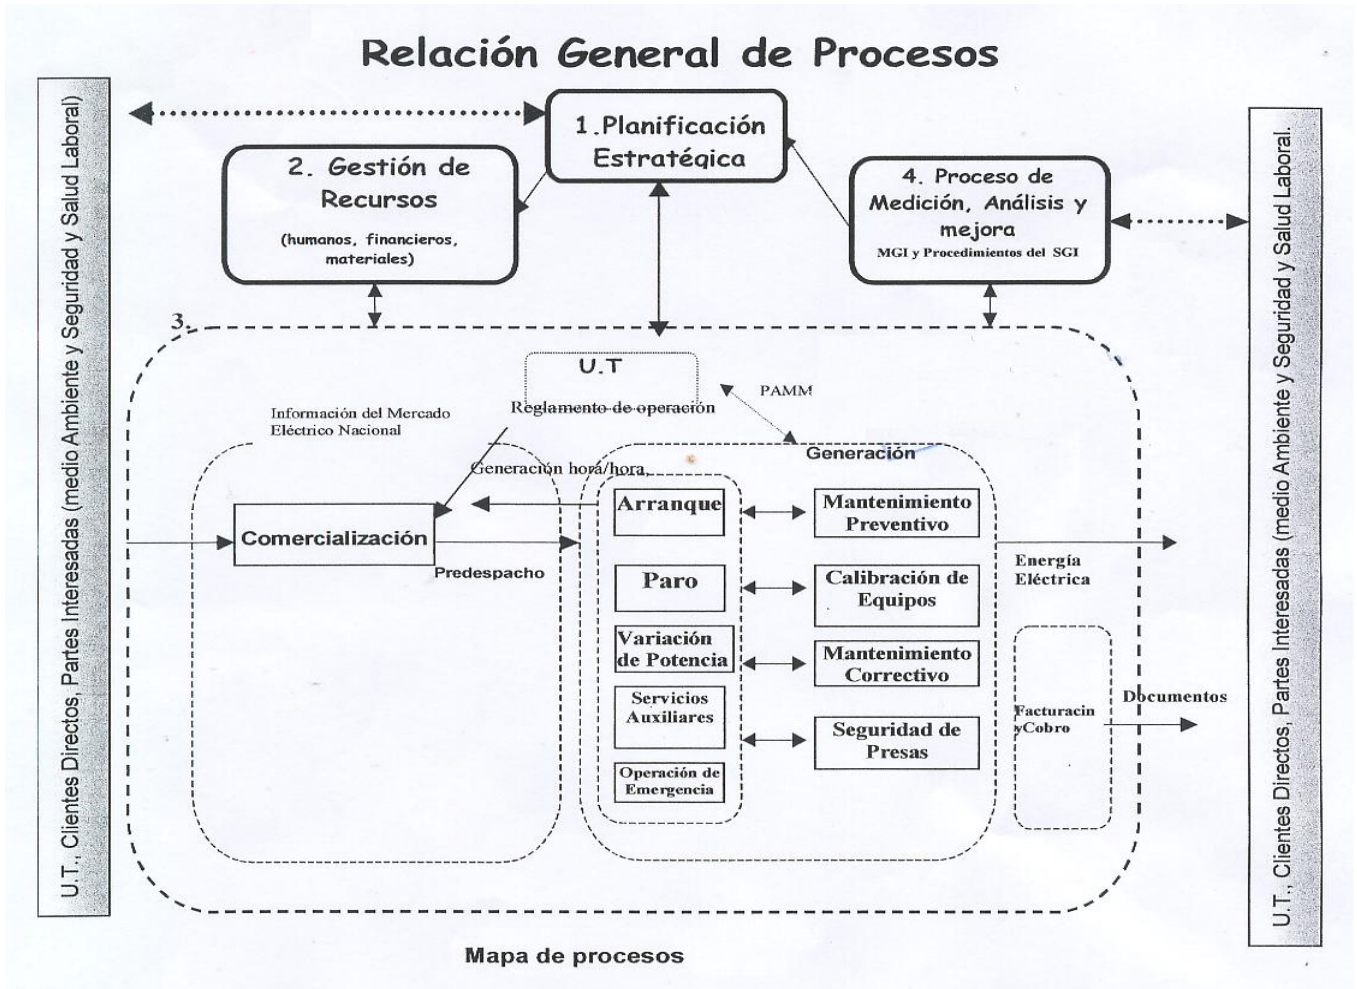 Relación General de Procesos
U.T., Clientes Directos, Partes Interesadas (medio Ambiente y Seguridad y Salud Laboral)
1.Planificación
Estratégica
2. Gestión de
Recursos
(humanos, financieros,
materiales)
4. Proceso de
Medición, Análisis y
mejora
MGI y Procedimientos del SGI
3.
U.T
Reglamento de operación
PAMM
Información del Mercado
Eléctrico Nacional
Generación hora/hora,
Generación
Comercialización
Predespacho
Arranque
Paro
Variación
de Potencia
Servicios
Auxiliares
Operación de
Emergencia
Mantenimiento
Preventivo
Calibración de
Equipos
Mantenimiento
Correctivo
Seguridad de
Presas
Energía
Eléctrica
Facturacin
yCobro
Documentos
U.T., Clientes Directos, Partes Interesadas (medio Ambiente y Seguridad y Salud Laboral.
Mapa de procesos